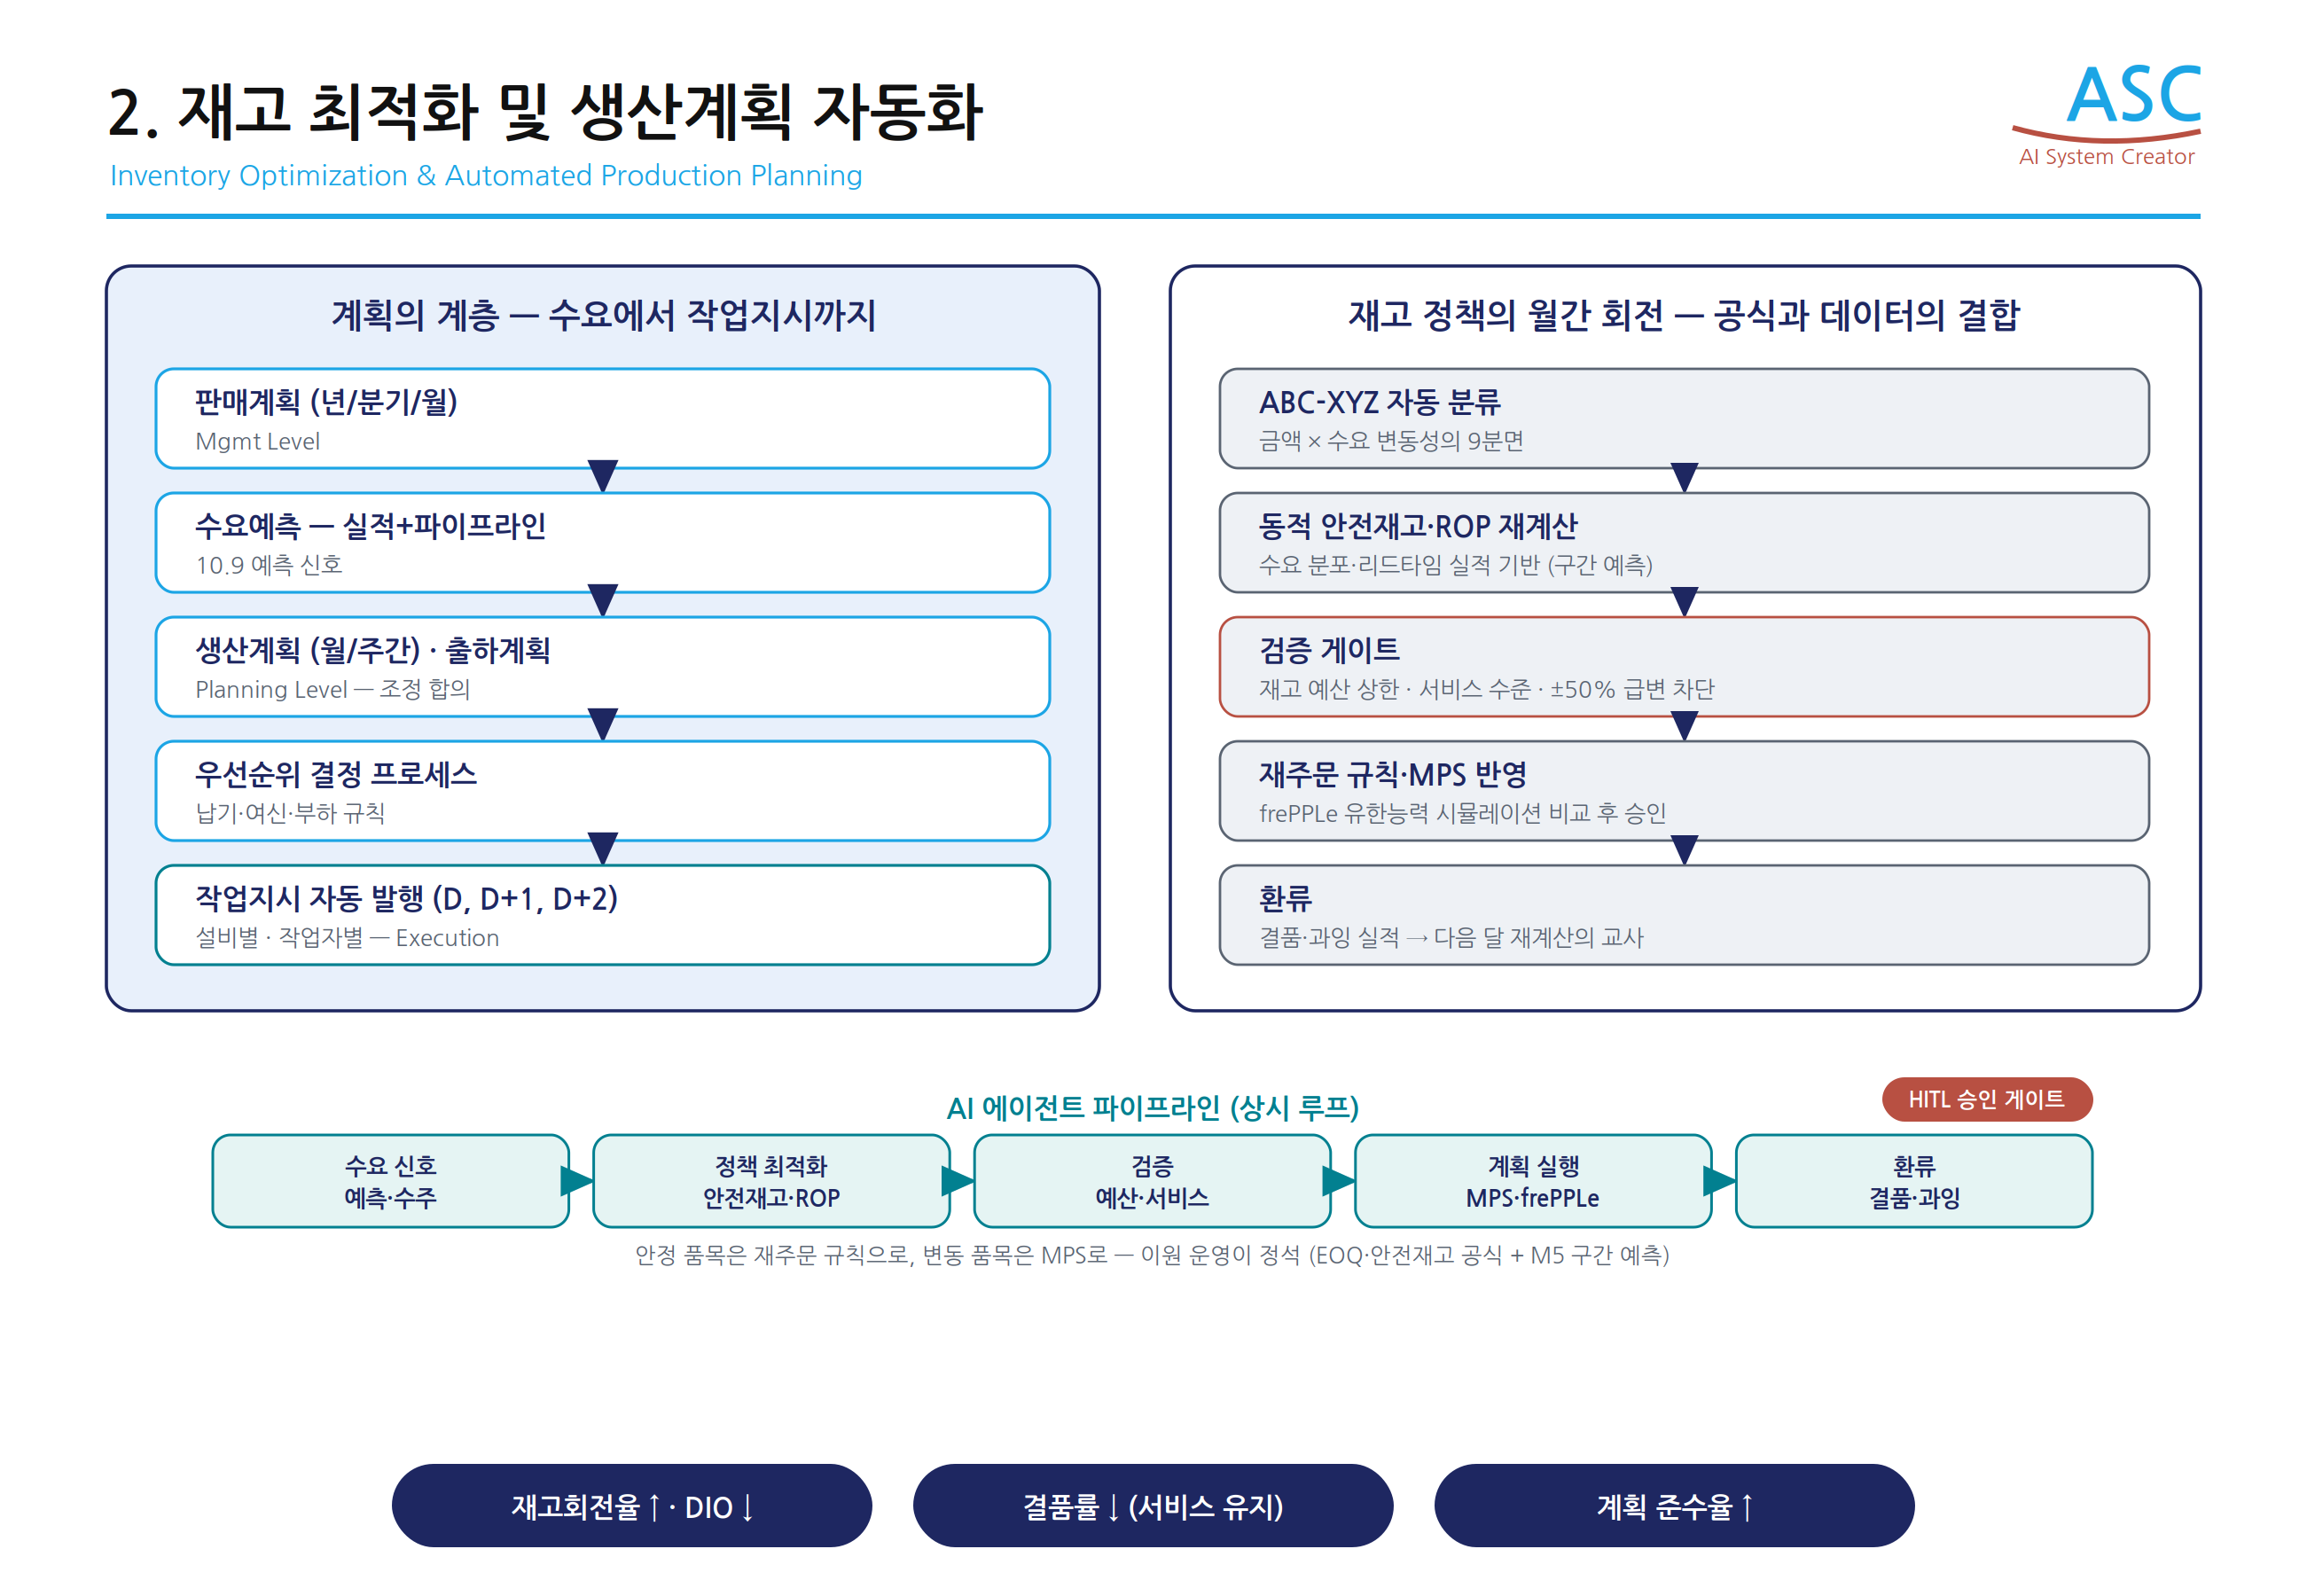 2. 재고 최적화 및 생산계획 자동화
Inventory Optimization & Automated Production Planning
ASC
AI System Creator
계획의 계층 — 수요에서 작업지시까지
판매계획 (년/분기/월)
Mgmt Level
수요예측 — 실적+파이프라인
10.9 예측 신호
생산계획 (월/주간) · 출하계획
Planning Level — 조정 합의
우선순위 결정 프로세스
납기·여신·부하 규칙
작업지시 자동 발행 (D, D+1, D+2)
설비별 · 작업자별 — Execution
재고 정책의 월간 회전 — 공식과 데이터의 결합
ABC-XYZ 자동 분류
금액 × 수요 변동성의 9분면
동적 안전재고·ROP 재계산
수요 분포·리드타임 실적 기반 (구간 예측)
검증 게이트
재고 예산 상한 · 서비스 수준 · ±50% 급변 차단
재주문 규칙·MPS 반영
frePPLe 유한능력 시뮬레이션 비교 후 승인
환류
결품·과잉 실적 → 다음 달 재계산의 교사
AI 에이전트 파이프라인 (상시 루프)
HITL 승인 게이트
수요 신호
예측·수주
정책 최적화
안전재고·ROP
검증
예산·서비스
계획 실행
MPS·frePPLe
환류
결품·과잉
안정 품목은 재주문 규칙으로, 변동 품목은 MPS로 — 이원 운영이 정석 (EOQ·안전재고 공식 + M5 구간 예측)
재고회전율 ↑ · DIO ↓
결품률 ↓ (서비스 유지)
계획 준수율 ↑